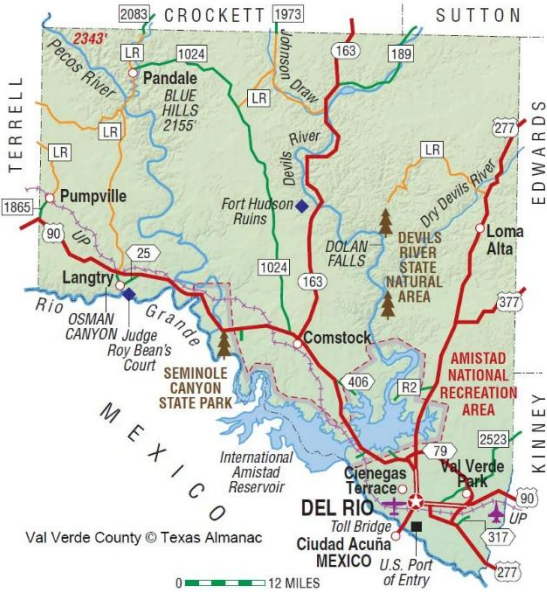 2083
CROCKETT
1973
SUTTON
2343'
LR
1024
163
189
Pecos River
Pandale
Johnson
Draw
BLUE
HILLS
2155'
LR
LR
TERRELL
EDWARDS
277
LR
River
Devils
LR
Dry Devils River
Pumpville
1865
90
UP
Fort Hudson
Ruins
DOLAN
FALLS
DEVILS
RIVER
STATE
NATURAL
AREA
Loma
Alta
25
1024
163
Langtry
377
Rio Grande
OSMAN
CANYON
Judge
Roy Bean's
Court
Comstock
SEMINOLE
CANYON
STATE PARK
406
R2
AMISTAD
NATIONAL
RECREATION
AREA
KINNEY
MEXICO
International
Amistad
Reservoir
79
2523
Cienegas
Terrace
Val Verde
Park
90
DEL RIO
UP
Toll Bridge
317
Val Verde County © Texas Almanac
Ciudad Acuña
MEXICO
U.S. Port
of Entry
277
0 12 MILES